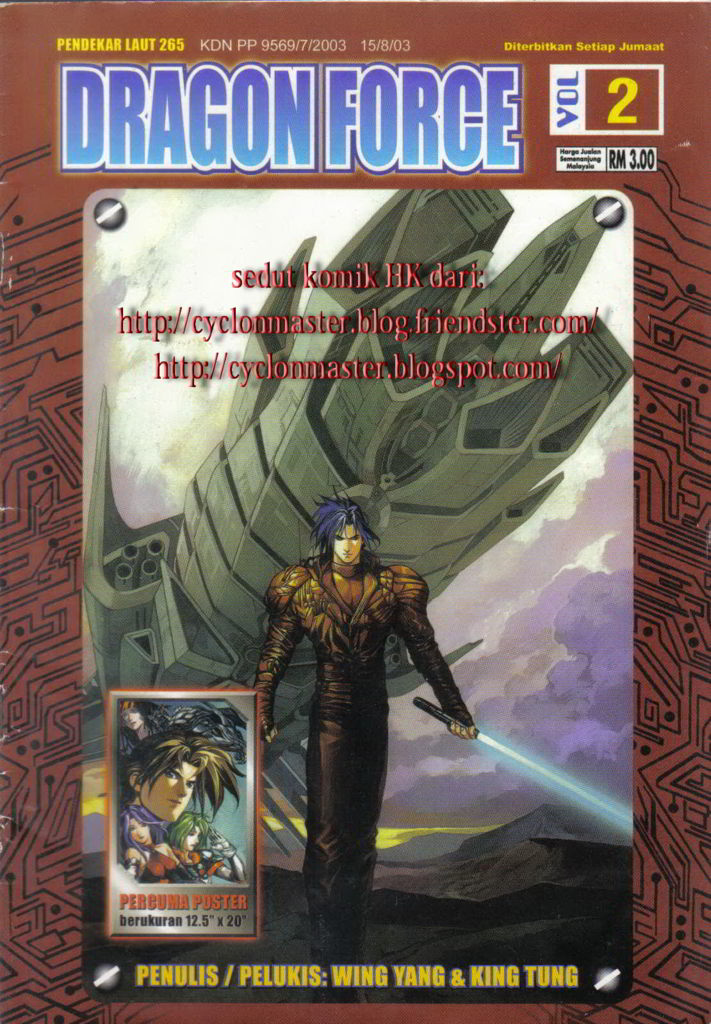 PENDEKAR LAUT 265 KDN PP 9569/7/2003 15/8/03 Diterbitkan Setiap Jumaat
DRAGON FORCE
VOL 2
Harga Jualan
Semenanjung
Malaysia
RM 3.00
sedut komik HK dari:
http://cyclonmaster.blog.friendster.com/
http://cyclonmaster.blogspot.com/
PERCUMA POSTER
berukuran 12.5" x 20"
PENULIS / PELUKIS: WING YANG & KING TUNG